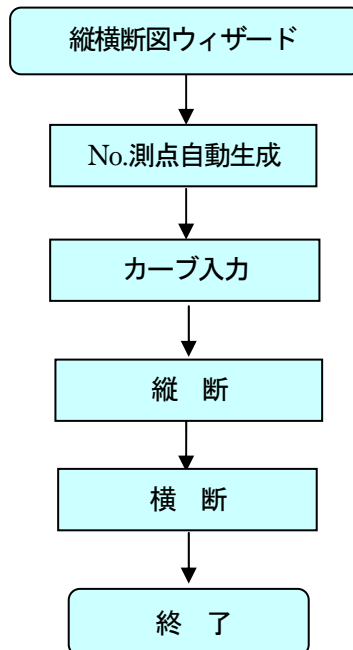 縦横断図ウィザード
No.測点自動生成
カーブ入力
縦　断
横　断
終　了